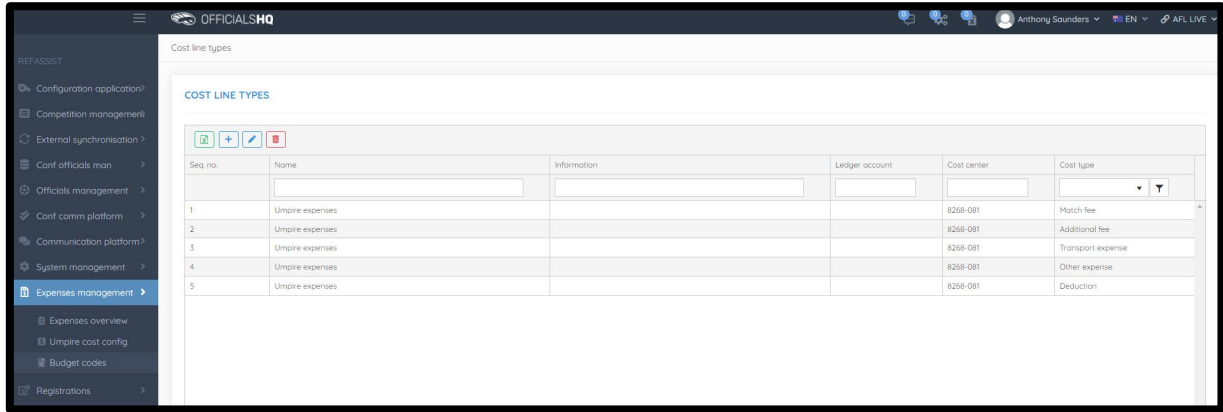 OFFICIALSHQ
0 0 0 Anthony Saunders EN AFL LIVE
Cost line types
REFASSIST
Configuration application
Competition management
External synchronisation
Conf officials man
Officials management
Conf comm platform
Communication platform
System management
Expenses management
Expenses overview
Umpire cost config
Budget codes
Registrations
COST LINE TYPES
Seq. no. Name Information Ledger account Cost center Cost type
1 Umpire expenses 8268-081 Match fee
2 Umpire expenses 8268-081 Additional fee
3 Umpire expenses 8268-081 Transport expense
4 Umpire expenses 8268-081 Other expense
5 Umpire expenses 8268-081 Deduction